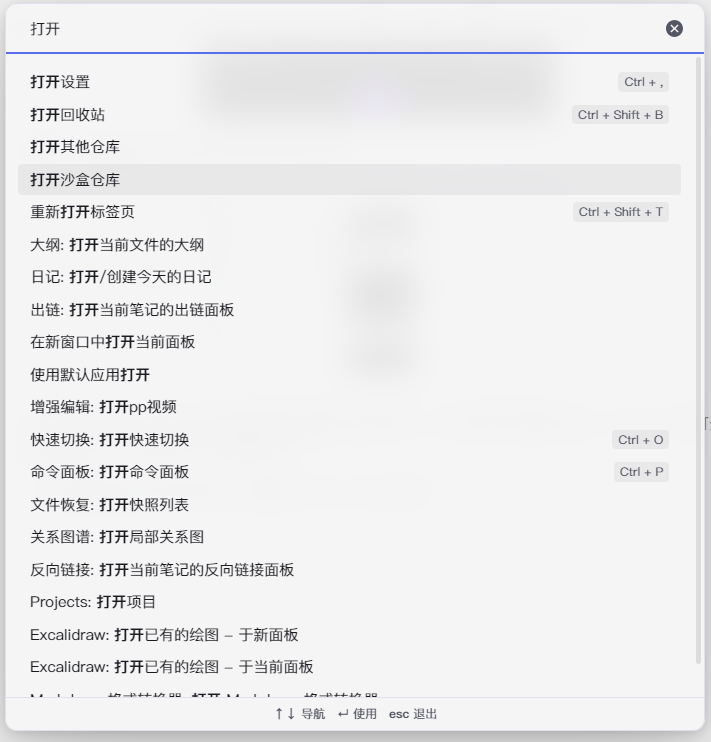 打开
打开设置 Ctrl + ,
打开回收站 Ctrl + Shift + B
打开其他仓库
打开沙盒仓库
重新打开标签页 Ctrl + Shift + T
大纲: 打开当前文件的大纲
日记: 打开/创建今天的日记
出链: 打开当前笔记的出链面板
在新窗口中打开当前面板
使用默认应用打开
增强编辑: 打开pp视频
快速切换: 打开快速切换 Ctrl + O
命令面板: 打开命令面板 Ctrl + P
文件恢复: 打开快照列表
关系图谱: 打开局部关系图
反向链接: 打开当前笔记的反向链接面板
Projects: 打开项目
Excalidraw: 打开已有的绘图 – 于新面板
Excalidraw: 打开已有的绘图 – 于当前面板
↑↓ 导航 ↵ 使用 esc 退出